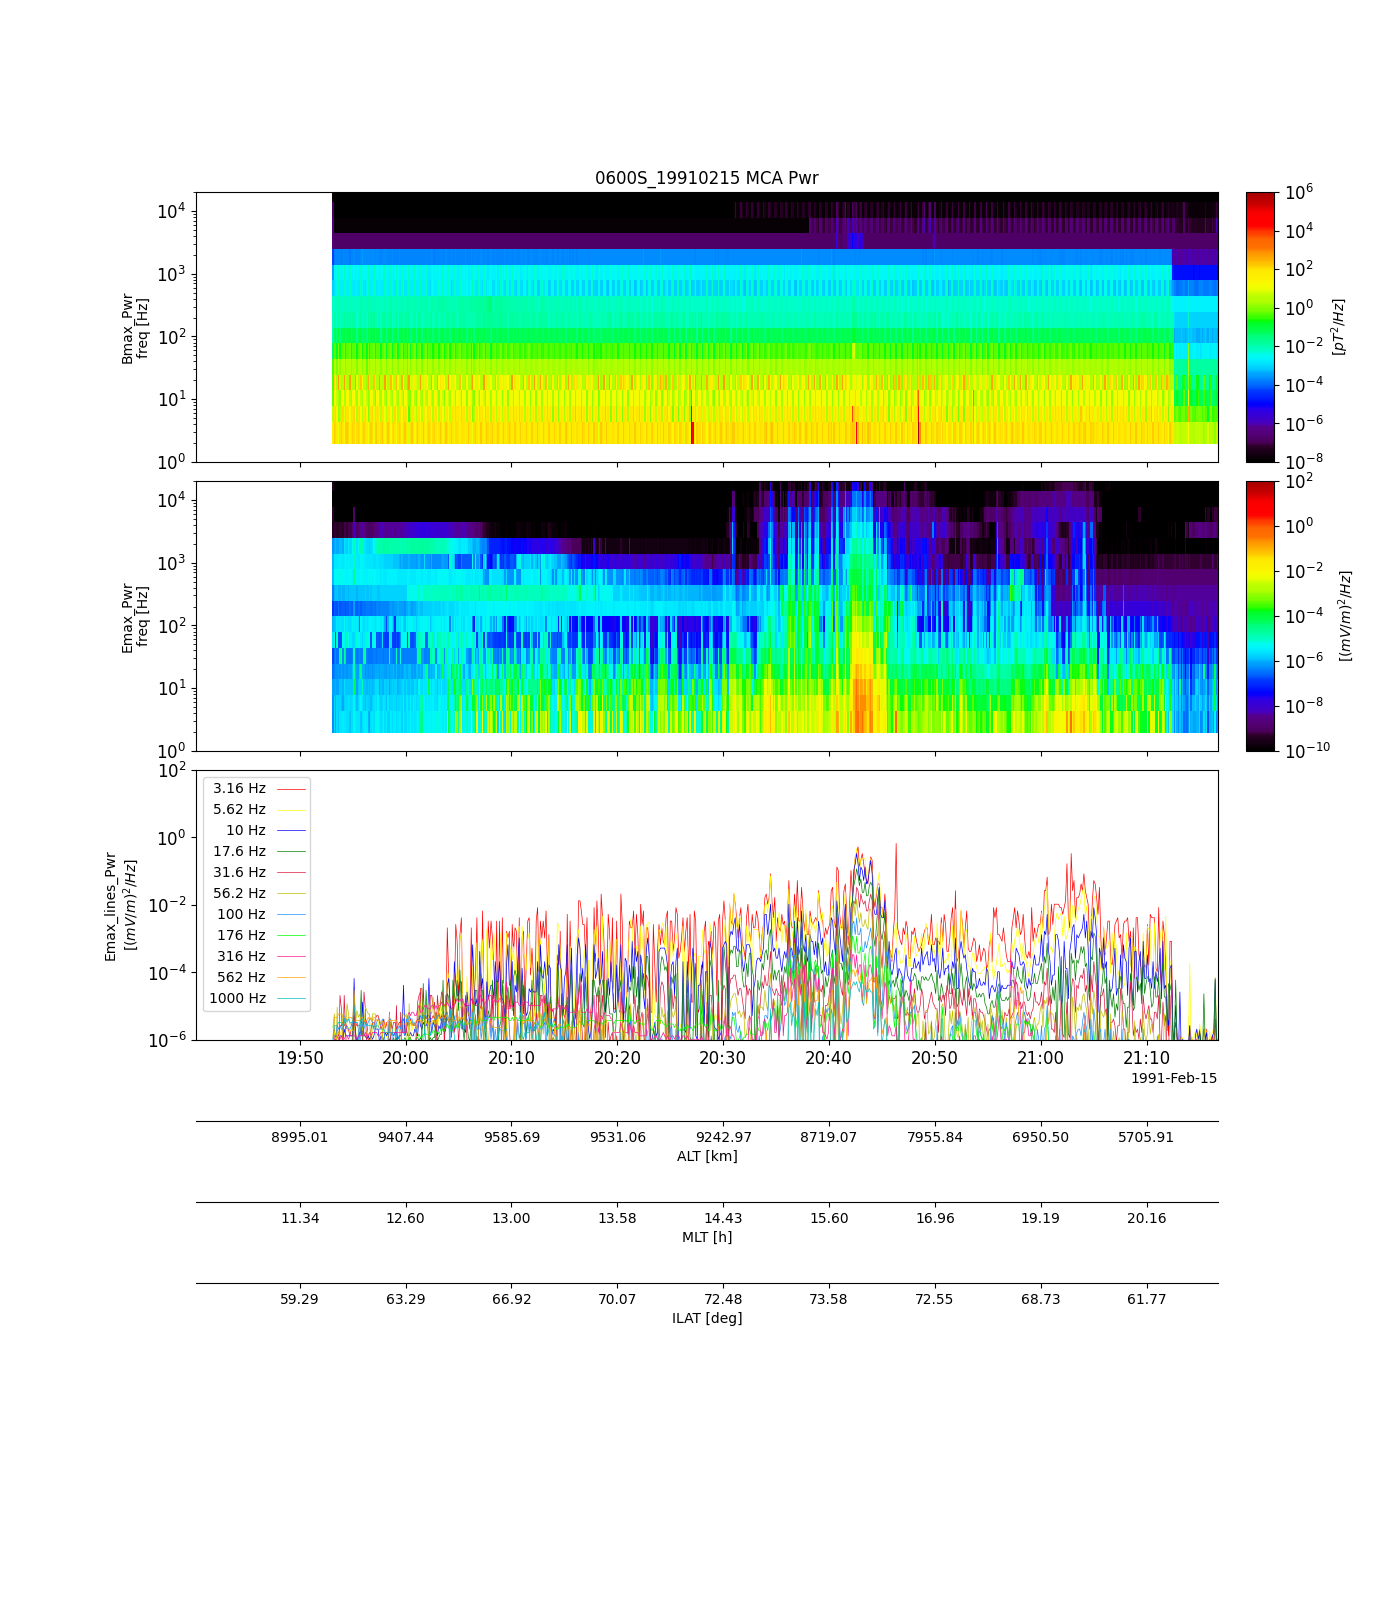 0600S_19910215 MCA Pwr
10^4
10^3
10^2
10^1
10^0
Bmax_Pwr
freq [Hz]
10^6
10^4
10^2
10^0
10^-2
10^-4
10^-6
10^-8
[pT^2/Hz]
10^4
10^3
10^2
10^1
10^0
Emax_Pwr
freq [Hz]
10^2
10^0
10^-2
10^-4
10^-6
10^-8
10^-10
[(mV/m)^2/Hz]
10^2
10^0
10^-2
10^-4
10^-6
Emax_lines_Pwr
[(mV/m)^2/Hz]
3.16 Hz
5.62 Hz
10 Hz
17.6 Hz
31.6 Hz
56.2 Hz
100 Hz
176 Hz
316 Hz
562 Hz
1000 Hz
19:50 20:00 20:10 20:20 20:30 20:40 20:50 21:00 21:10
1991-Feb-15
8995.01 9407.44 9585.69 9531.06 9242.97 8719.07 7955.84 6950.50 5705.91
ALT [km]
11.34 12.60 13.00 13.58 14.43 15.60 16.96 19.19 20.16
MLT [h]
59.29 63.29 66.92 70.07 72.48 73.58 72.55 68.73 61.77
ILAT [deg]